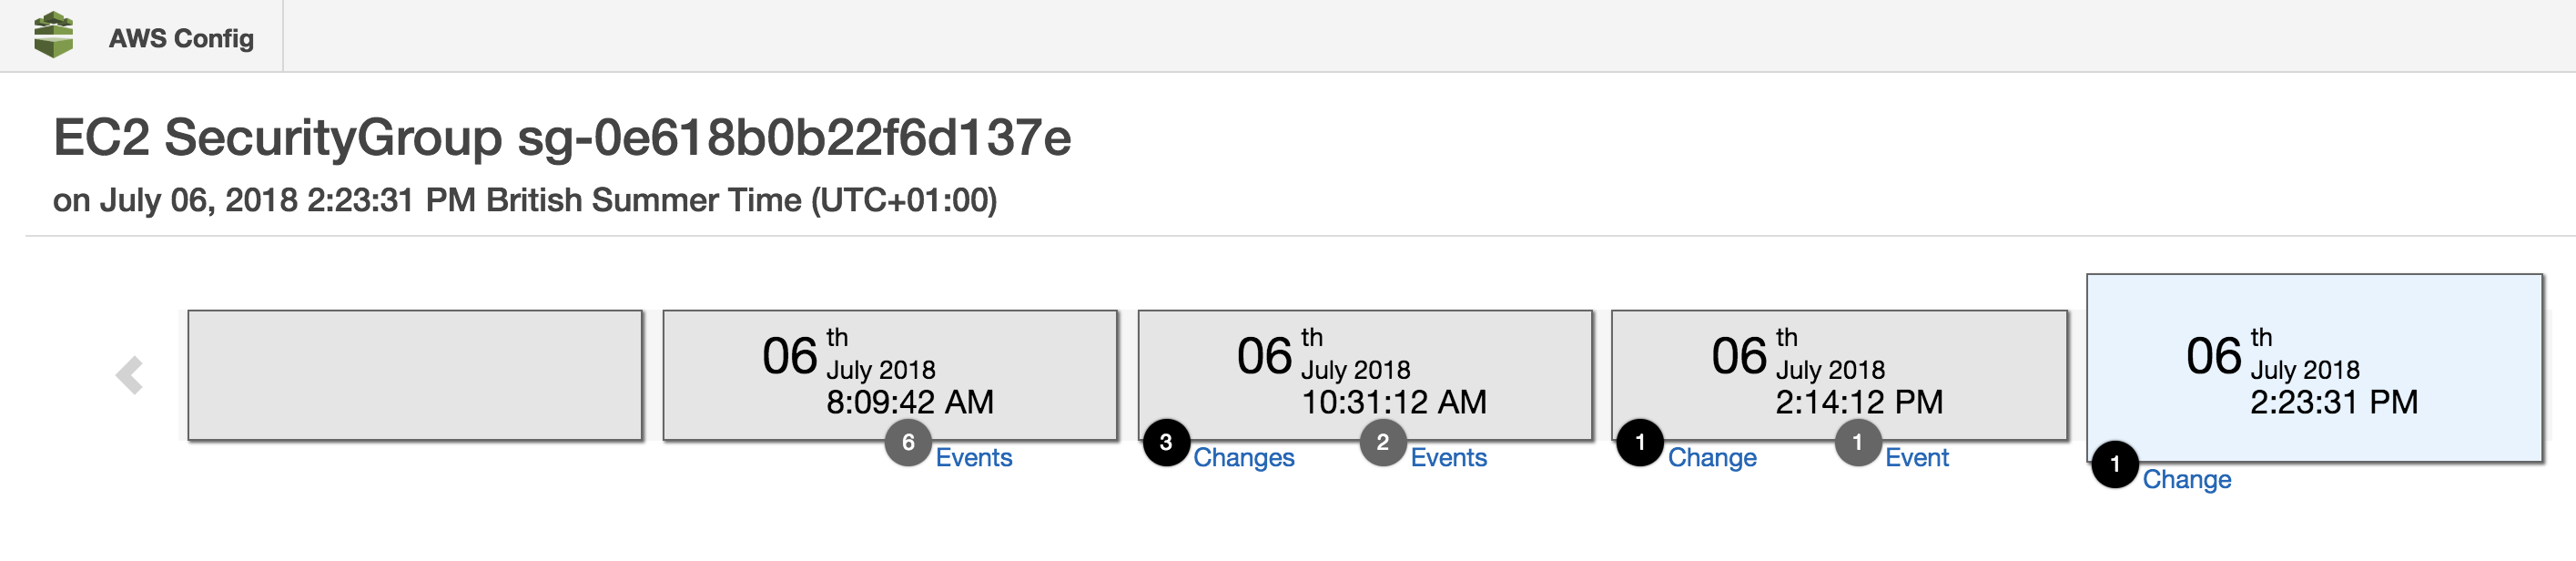 AWS Config
EC2 SecurityGroup sg-0e618b0b22f6d137e
on July 06, 2018 2:23:31 PM British Summer Time (UTC+01:00)
06 th
July 2018
8:09:42 AM
6 Events
06 th
July 2018
10:31:12 AM
3 Changes
2 Events
06 th
July 2018
2:14:12 PM
1 Change
1 Event
06 th
July 2018
2:23:31 PM
1 Change